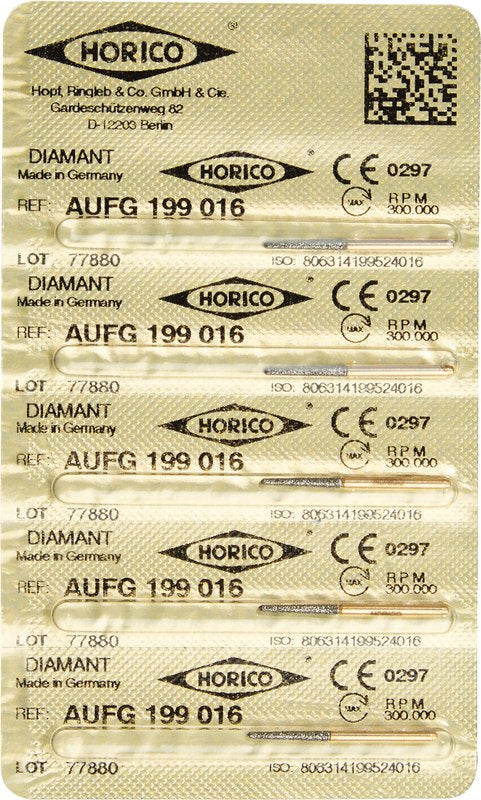 HORICO ®
Hopf, Ringleb & Co. GmbH & Cie.
Gardeschützenweg 82
D-12203 Berlin
DIAMANT HORICO ® CE 0297
Made in Germany
REF: AUFG 199 016 MAX RPM 300.000
LOT 77880 ISO: 806314199524016
DIAMANT HORICO ® CE 0297
Made in Germany
REF: AUFG 199 016 MAX RPM 300.000
LOT 77880 ISO: 806314199524016
DIAMANT HORICO ® CE 0297
Made in Germany
REF: AUFG 199 016 MAX RPM 300.000
LOT 77880 ISO: 806314199524016
DIAMANT HORICO ® CE 0297
Made in Germany
REF: AUFG 199 016 MAX RPM 300.000
LOT 77880 ISO: 806314199524016
DIAMANT HORICO ® CE 0297
Made in Germany
REF: AUFG 199 016 MAX RPM 300.000
LOT 77880 ISO: 806314199524016